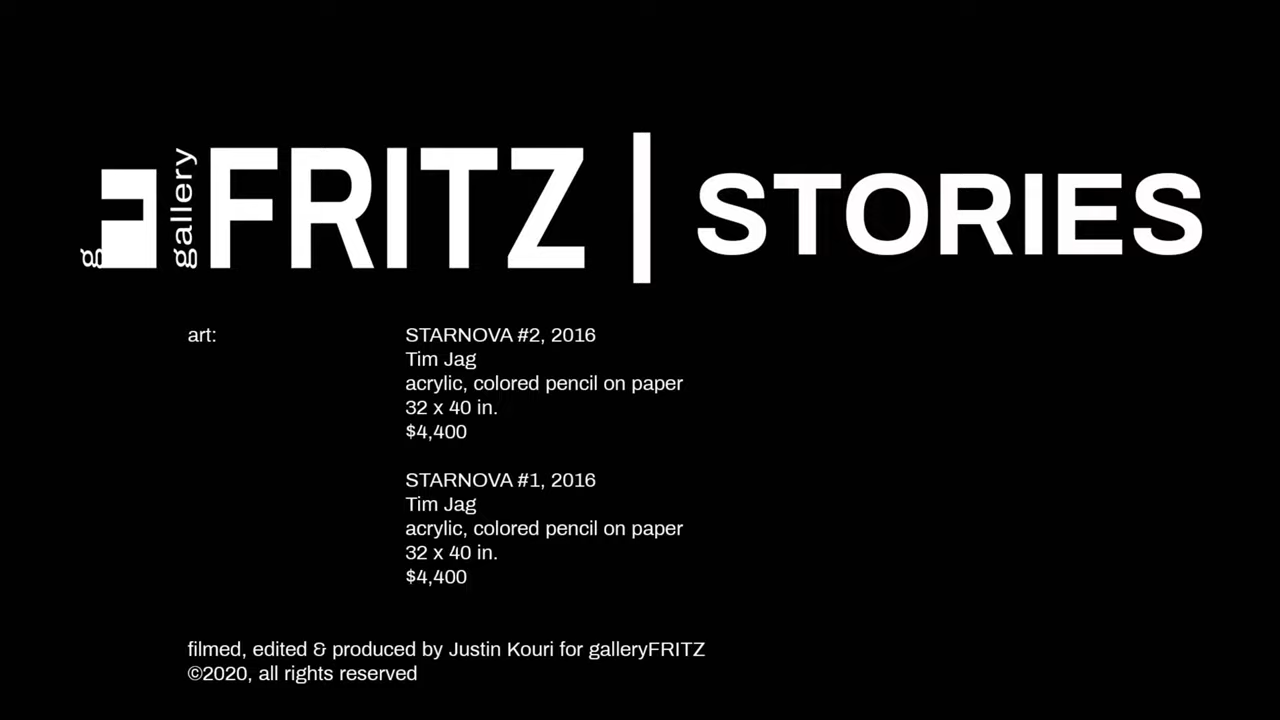 g gallery FRITZ | STORIES
art:
STARNOVA #2, 2016
Tim Jag
acrylic, colored pencil on paper
32 x 40 in.
$4,400
STARNOVA #1, 2016
Tim Jag
acrylic, colored pencil on paper
32 x 40 in.
$4,400
filmed, edited & produced by Justin Kouri for galleryFRITZ
©2020, all rights reserved